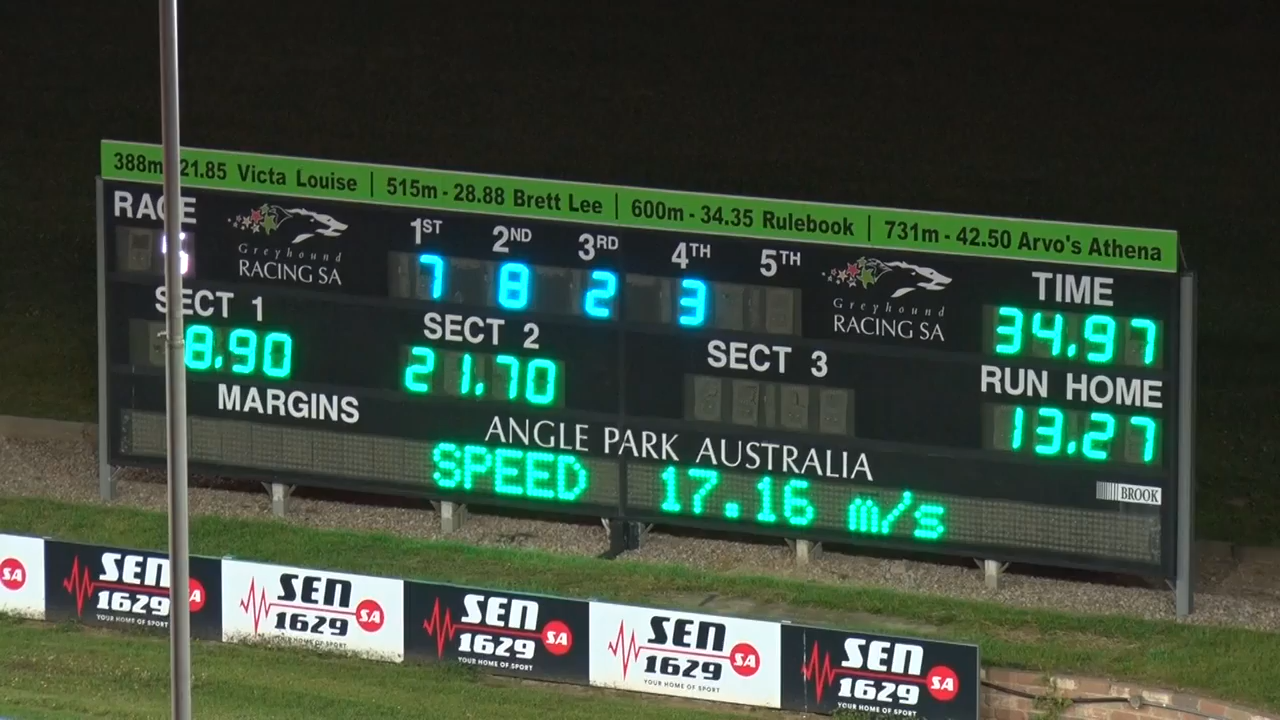 388m - 21.85 Victa Louise | 515m - 28.88 Brett Lee | 600m - 34.35 Rulebook | 731m - 42.50 Arvo's Athena
RACE
Greyhound
RACING SA
1ST 2ND 3RD 4TH 5TH
7 8 2 3
Greyhound
RACING SA
TIME
34.97
SECT 1
8.90
SECT 2
21.70
SECT 3
RUN HOME
13.27
MARGINS
ANGLE PARK AUSTRALIA
SPEED 17.16 m/s
BROOK
SA
SEN
1629 SA
YOUR HOME OF SPORT
SEN
1629 SA
YOUR HOME OF SPORT
SEN
1629 SA
YOUR HOME OF SPORT
SEN
1629 SA
YOUR HOME OF SPORT
SEN
1629 SA
YOUR HOME OF SPORT